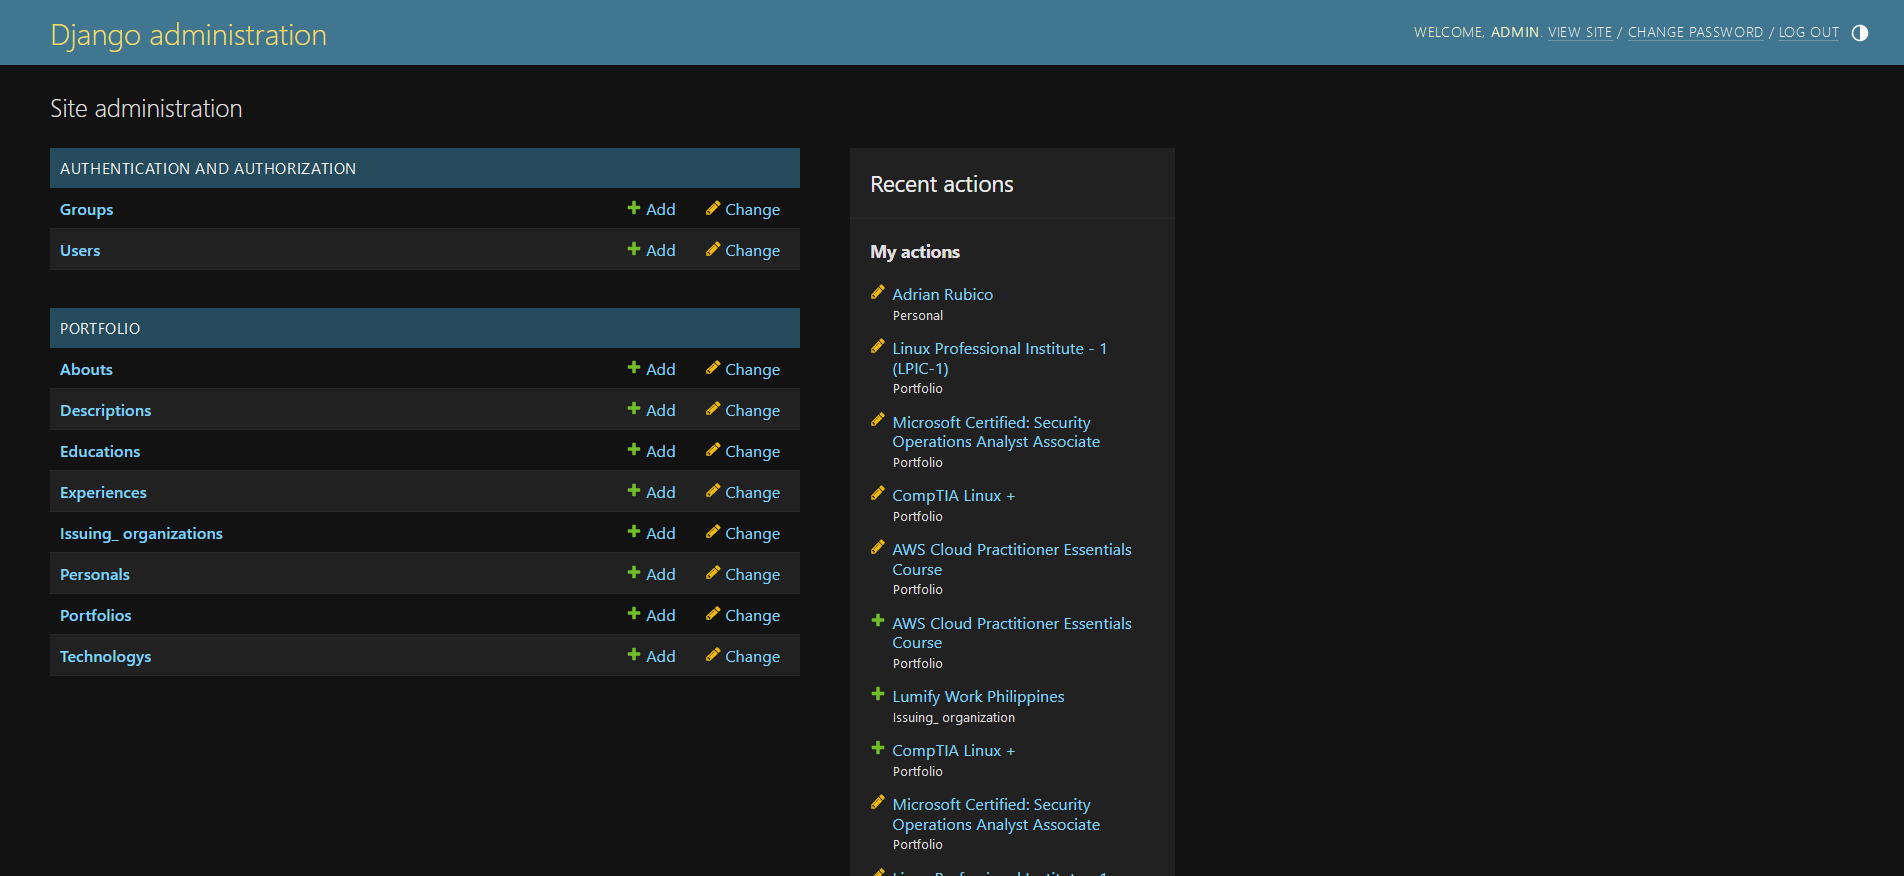 Django administration
WELCOME, ADMIN. VIEW SITE / CHANGE PASSWORD / LOG OUT
Site administration
AUTHENTICATION AND AUTHORIZATION
Groups Add Change
Users Add Change
PORTFOLIO
Abouts Add Change
Descriptions Add Change
Educations Add Change
Experiences Add Change
Issuing_ organizations Add Change
Personals Add Change
Portfolios Add Change
Technologys Add Change
Recent actions
My actions
Adrian Rubico
Personal
Linux Professional Institute - 1
(LPIC-1)
Portfolio
Microsoft Certified: Security
Operations Analyst Associate
Portfolio
CompTIA Linux +
Portfolio
AWS Cloud Practitioner Essentials
Course
Portfolio
AWS Cloud Practitioner Essentials
Course
Portfolio
Lumify Work Philippines
Issuing_ organization
CompTIA Linux +
Portfolio
Microsoft Certified: Security
Operations Analyst Associate
Portfolio